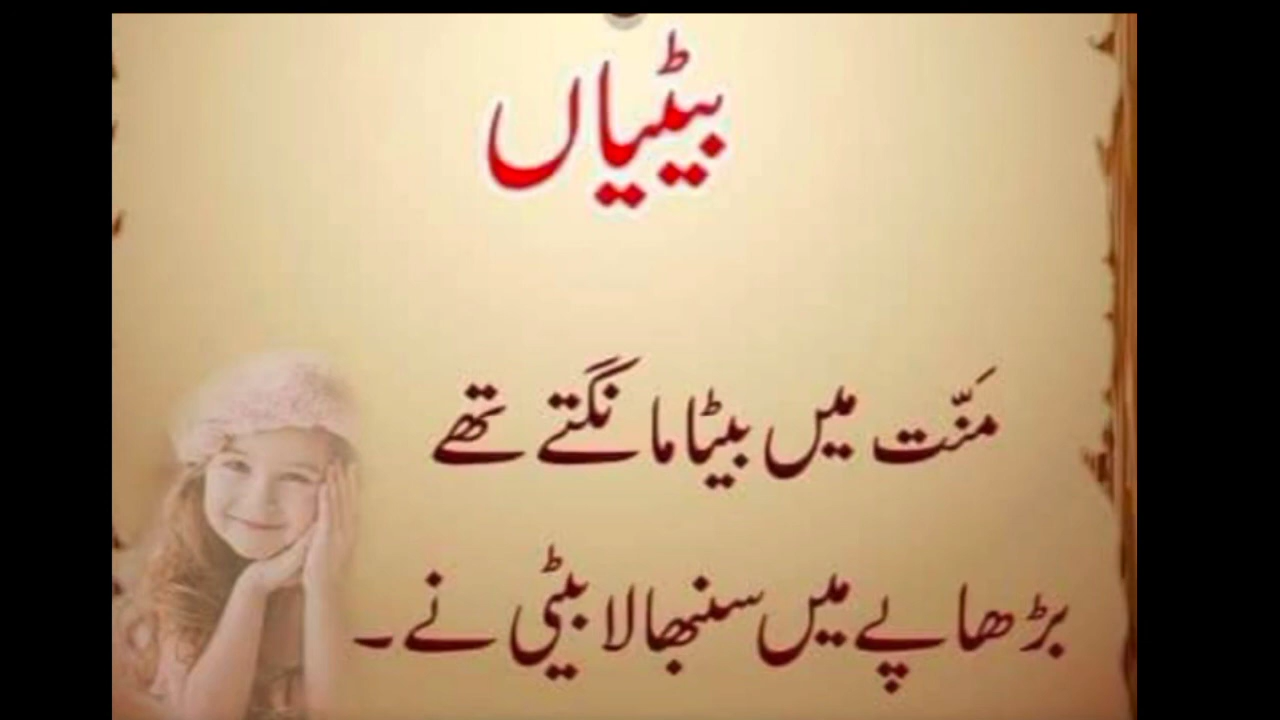 بیٹیاں
مَنّت میں بیٹا مانگتے تھے
بڑھاپے میں سنبھالا بیٹی نے۔